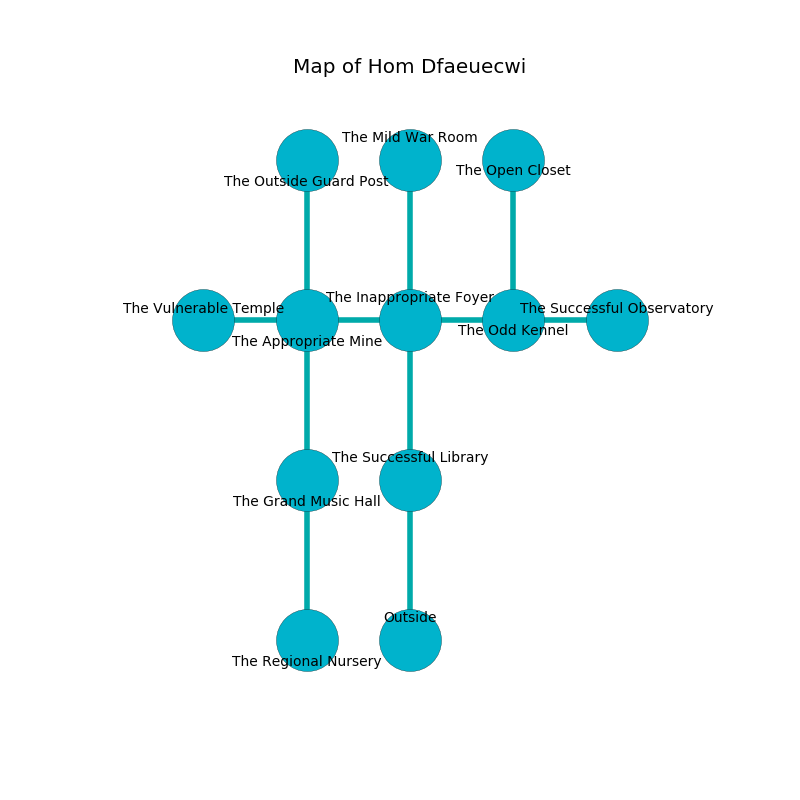 Map of Hom Dfaeuecwi
The Mild War Room
The Open Closet
The Outside Guard Post
The Inappropriate Foyer
The Vulnerable Temple
The Successful Observatory
The Odd Kennel
The Appropriate Mine
The Successful Library
The Grand Music Hall
Outside
The Regional Nursery